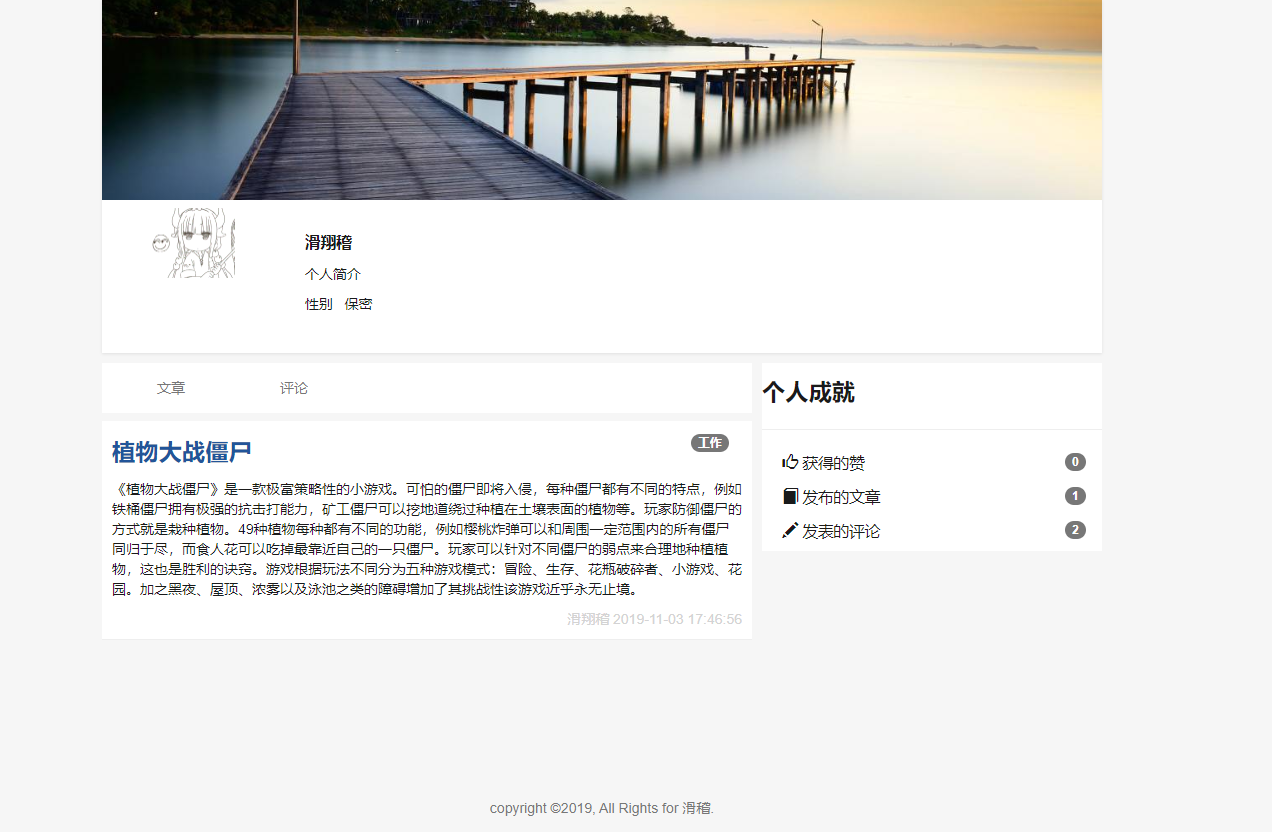 滑翔稽
个人简介
性别 保密
文章 评论
植物大战僵尸
工作
《植物大战僵尸》是一款极富策略性的小游戏。可怕的僵尸即将入侵，每种僵尸都有不同的特点，例如
铁桶僵尸拥有极强的抗击打能力，矿工僵尸可以挖地道绕过种植在土壤表面的植物等。玩家防御僵尸的
方式就是栽种植物。49种植物每种都有不同的功能，例如樱桃炸弹可以和周围一定范围内的所有僵尸
同归于尽，而食人花可以吃掉最靠近自己的一只僵尸。玩家可以针对不同僵尸的弱点来合理地种植植
物，这也是胜利的诀窍。游戏根据玩法不同分为五种游戏模式：冒险、生存、花瓶破碎者、小游戏、花
园。加之黑夜、屋顶、浓雾以及泳池之类的障碍增加了其挑战性该游戏近乎永无止境。
滑翔稽 2019-11-03 17:46:56
个人成就
获得的赞 0
发布的文章 1
发表的评论 2
copyright ©2019, All Rights for 滑稽.